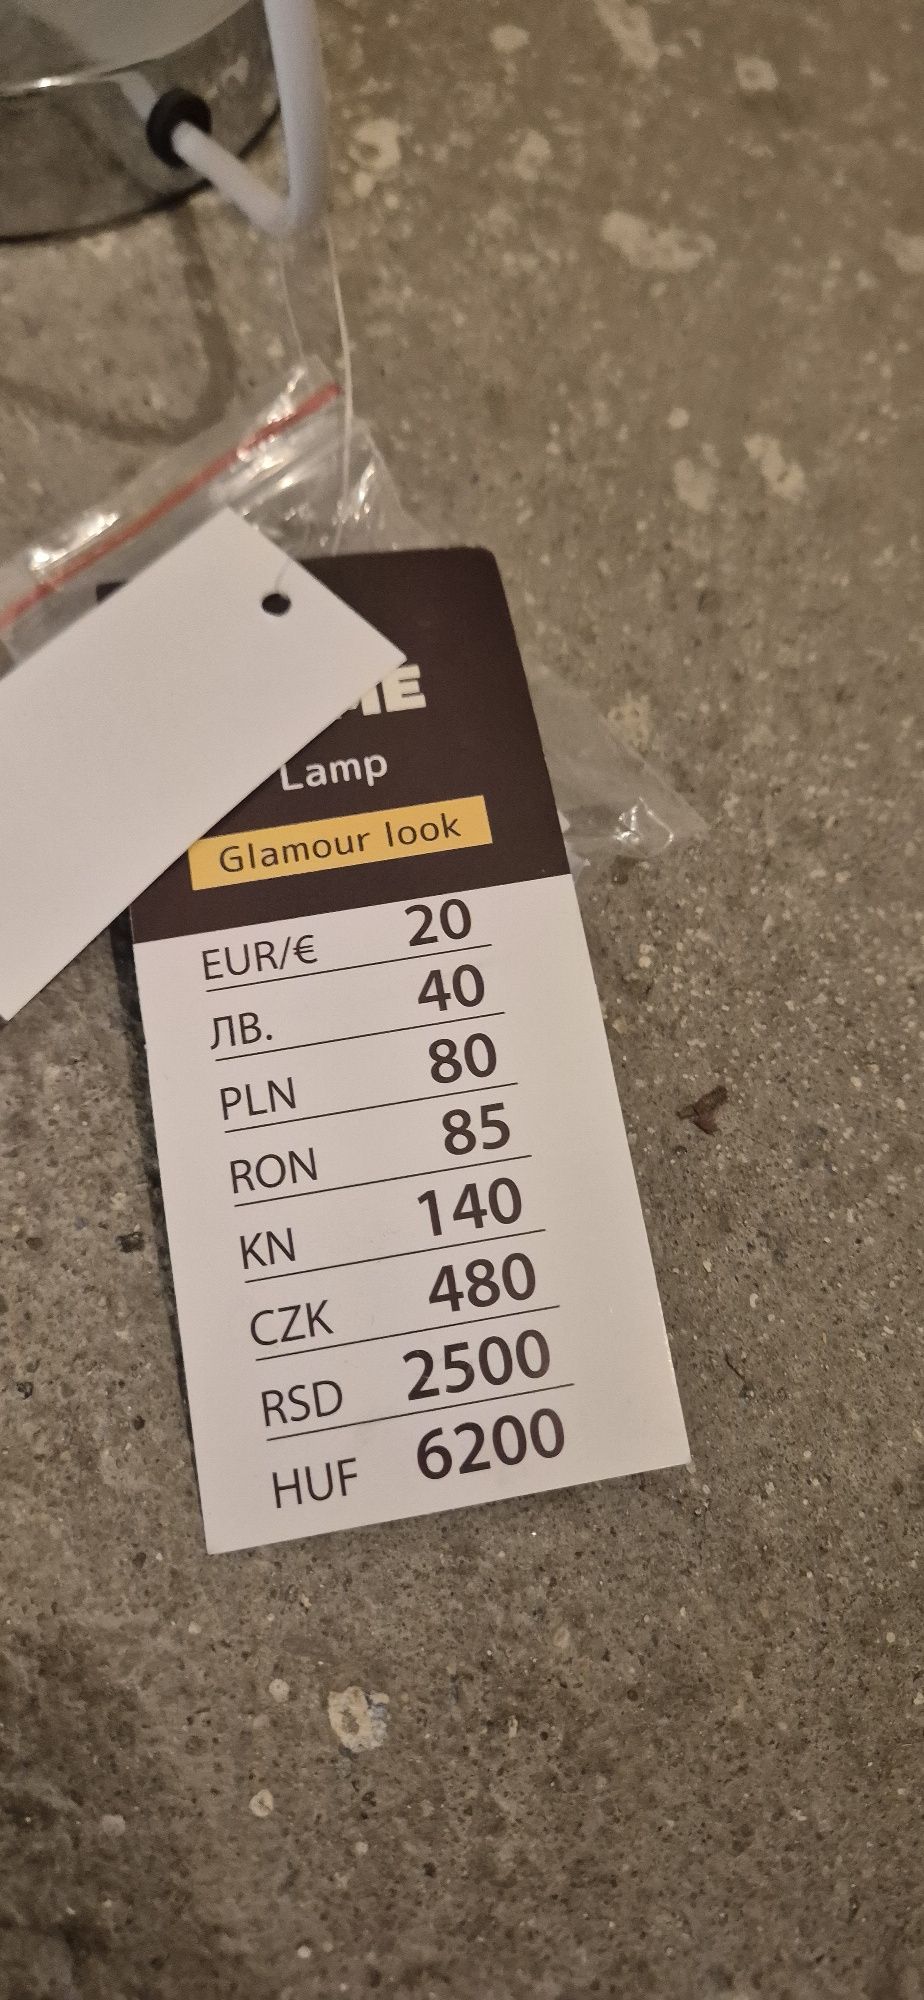 Lamp
Glamour look
EUR/€ 20
ЛВ. 40
PLN 80
RON 85
KN 140
CZK 480
RSD 2500
HUF 6200